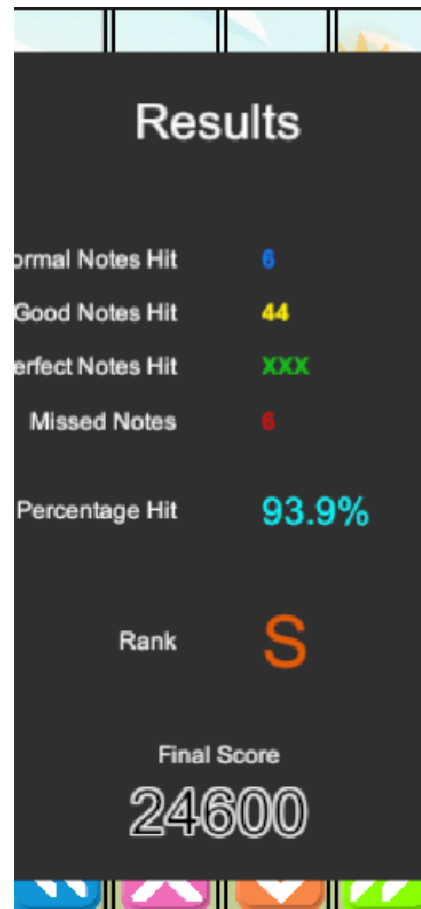 Results
ormal Notes Hit 6
Good Notes Hit 44
erfect Notes Hit XXX
Missed Notes 6
Percentage Hit 93.9%
Rank S
Final Score
24600